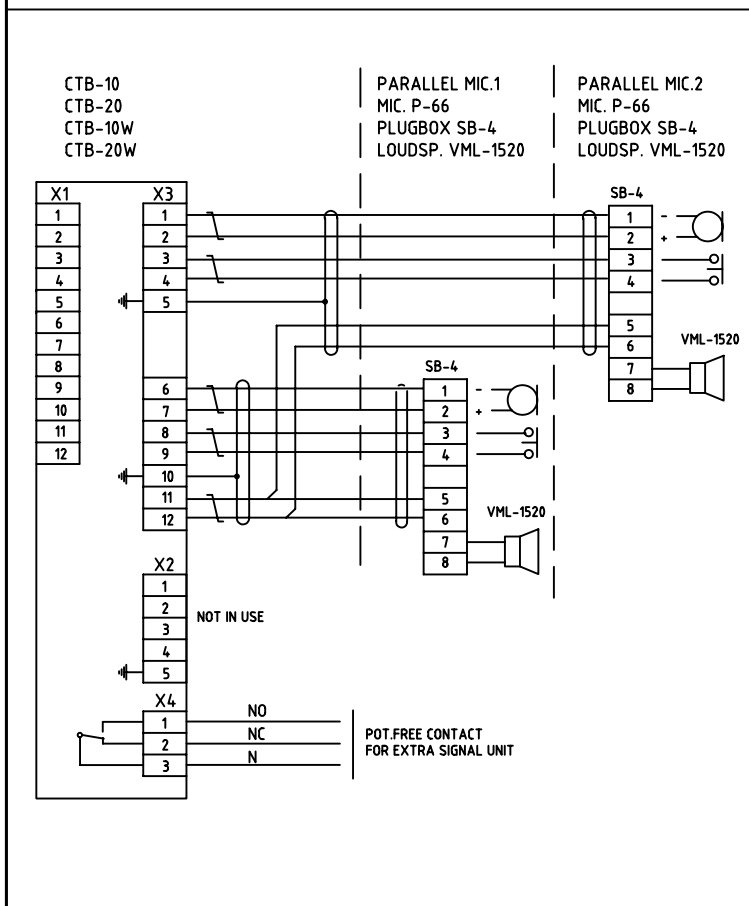 CTB-10
CTB-20
CTB-10W
CTB-20W
PARALLEL MIC.1
MIC. P-66
PLUGBOX SB-4
LOUDSP. VML-1520
PARALLEL MIC.2
MIC. P-66
PLUGBOX SB-4
LOUDSP. VML-1520
X1
1
2
3
4
5
6
7
8
9
10
11
12
X3
1
2
3
4
5
6
7
8
9
10
11
12
SB-4
1
2
3
4
5
6
7
8
-
+
VML-1520
SB-4
1
2
3
4
5
6
7
8
-
+
VML-1520
X2
1
2
3
4
5
NOT IN USE
X4
1
2
3
NO
NC
N
POT.FREE CONTACT
FOR EXTRA SIGNAL UNIT